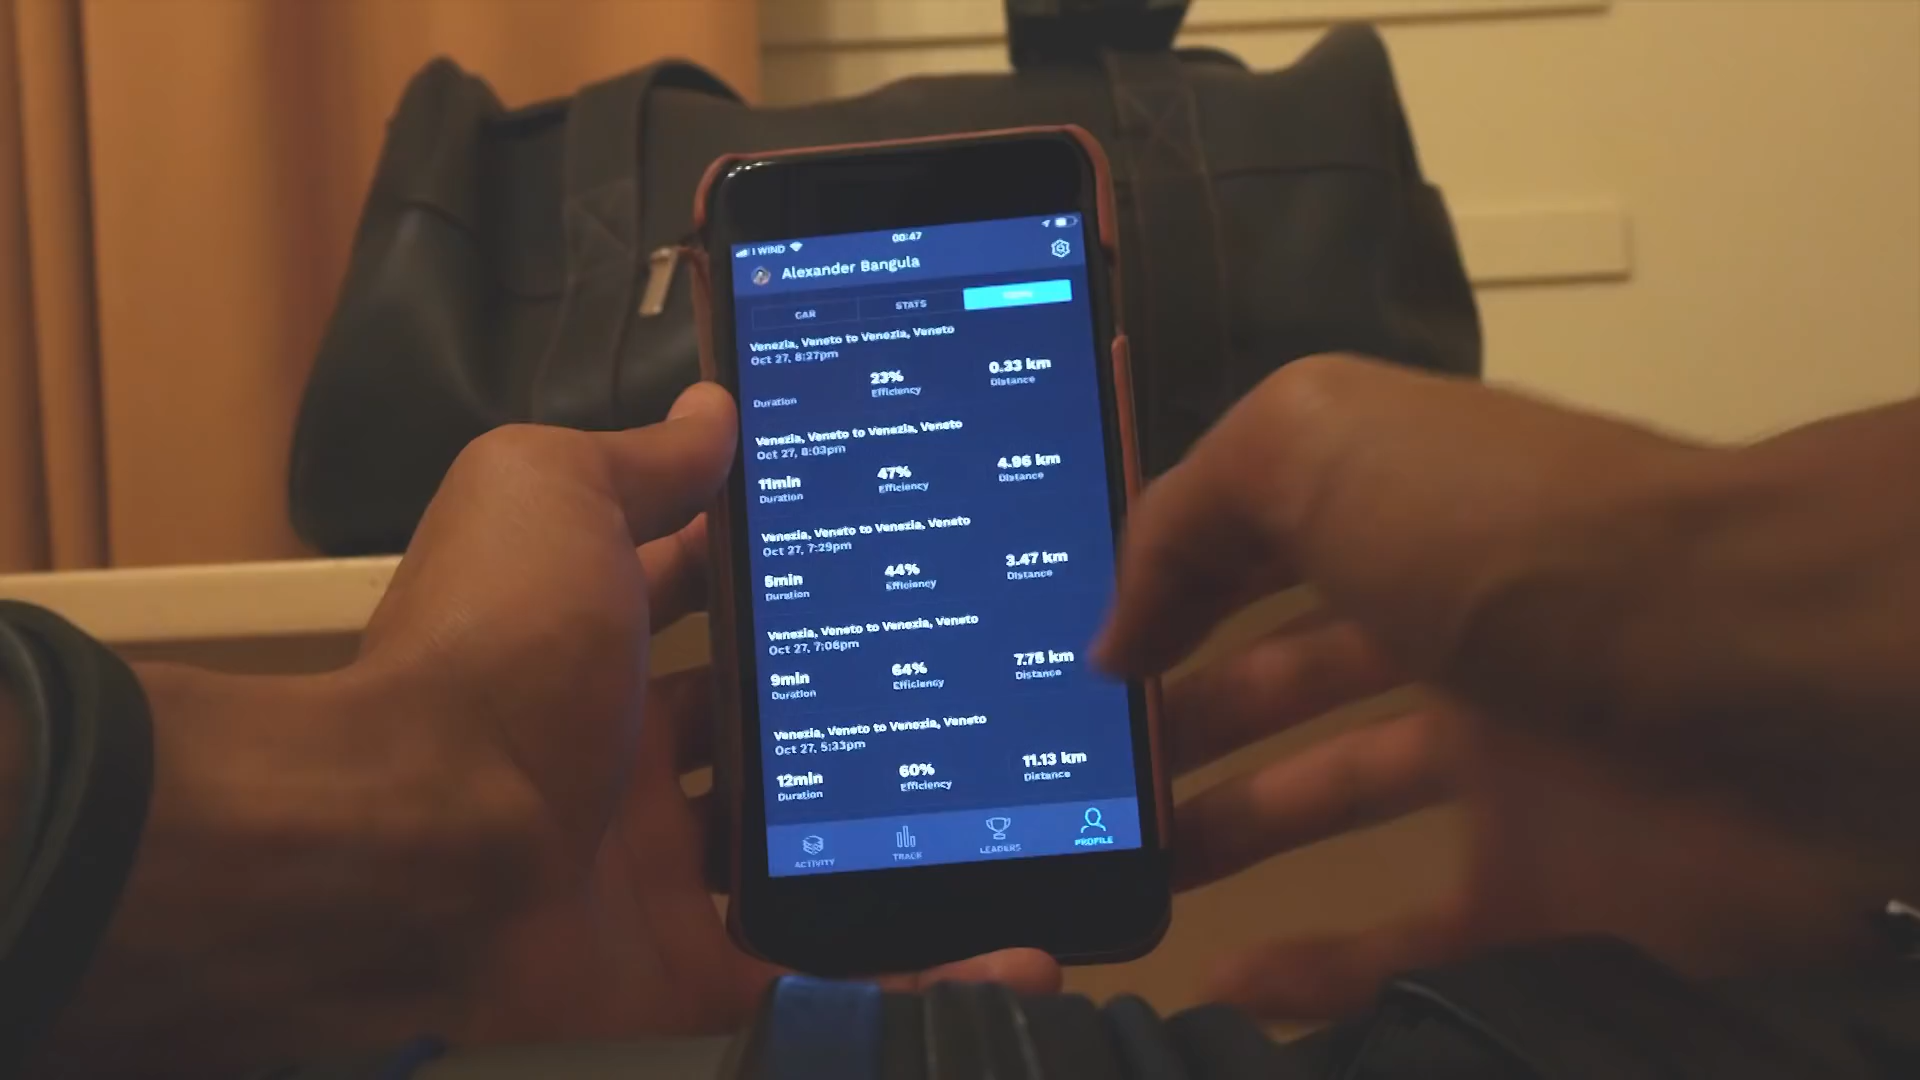 I WIND 00:47
Alexander Bangula
CAR STATS
Venezia, Veneto to Venezia, Veneto
Oct 27, 8:27pm
23% 0.33 km
Duration Efficiency Distance
Venezia, Veneto to Venezia, Veneto
Oct 27, 8:03pm
11min 47% 4.96 km
Duration Efficiency Distance
Venezia, Veneto to Venezia, Veneto
Oct 27, 7:29pm
5min 44% 3.47 km
Duration Efficiency Distance
Venezia, Veneto to Venezia, Veneto
Oct 27, 7:06pm
9min 64% 7.75 km
Duration Efficiency Distance
Venezia, Veneto to Venezia, Veneto
Oct 27, 5:33pm
12min 60% 11.13 km
Duration Efficiency Distance
ACTIVITY TRACK LEADERS PROFILE